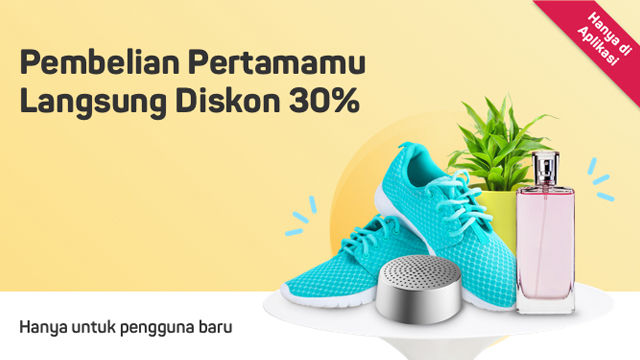 Pembelian Pertamamu
Langsung Diskon 30%
Hanya di
Aplikasi
Hanya untuk pengguna baru